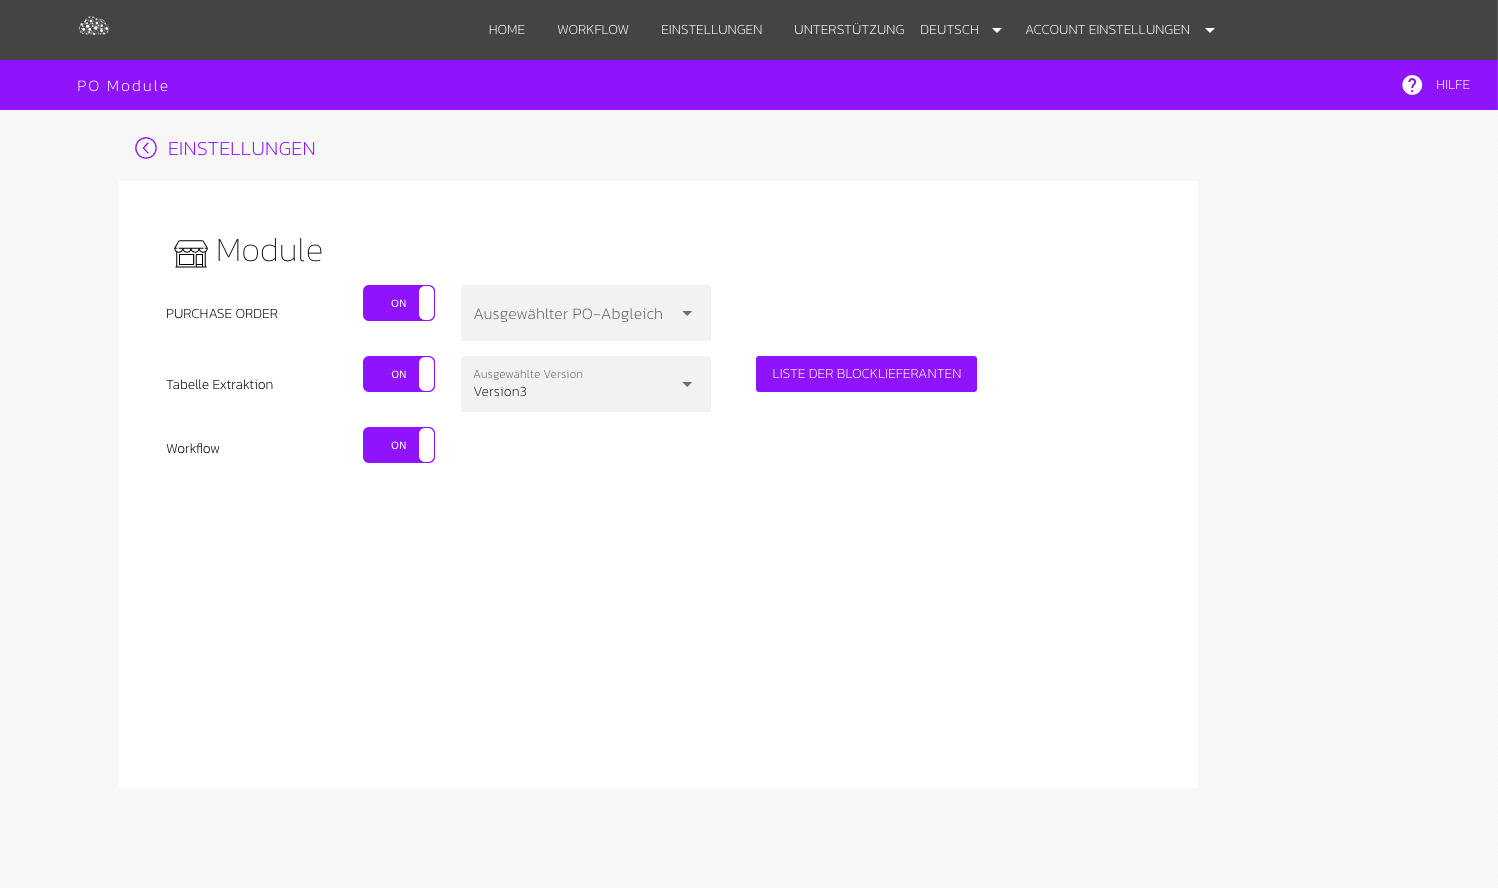 HOME WORKFLOW EINSTELLUNGEN UNTERSTÜTZUNG DEUTSCH ACCOUNT EINSTELLUNGEN
PO Module
HILFE
EINSTELLUNGEN
Module
PURCHASE ORDER ON Ausgewählter PO-Abgleich
Tabelle Extraktion ON Ausgewählte Version
Version3
LISTE DER BLOCKLIEFERANTEN
Workflow ON